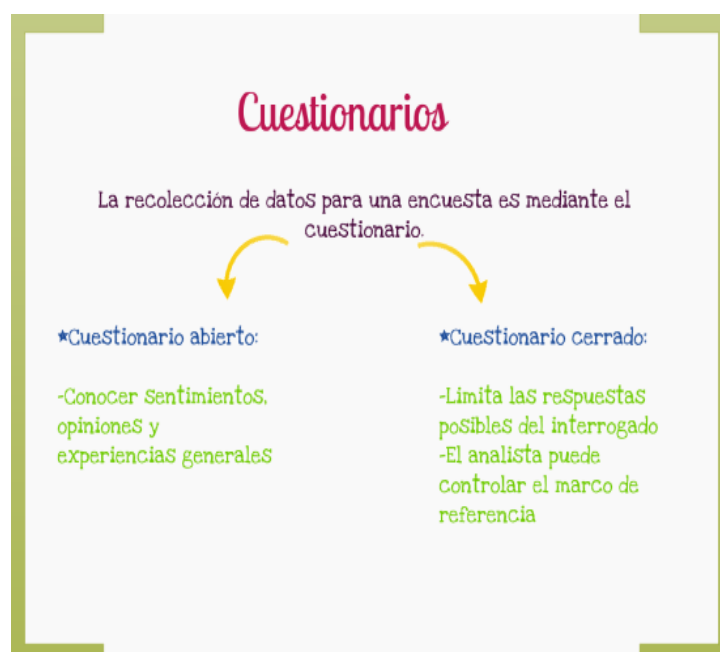 Cuestionarios
La recolección de datos para una encuesta es mediante el
cuestionario.
★Cuestionario abierto:
-Conocer sentimientos,
opiniones y
experiencias generales
★Cuestionario cerrado:
-Limita las respuestas
posibles del interrogado
-El analista puede
controlar el marco de
referencia